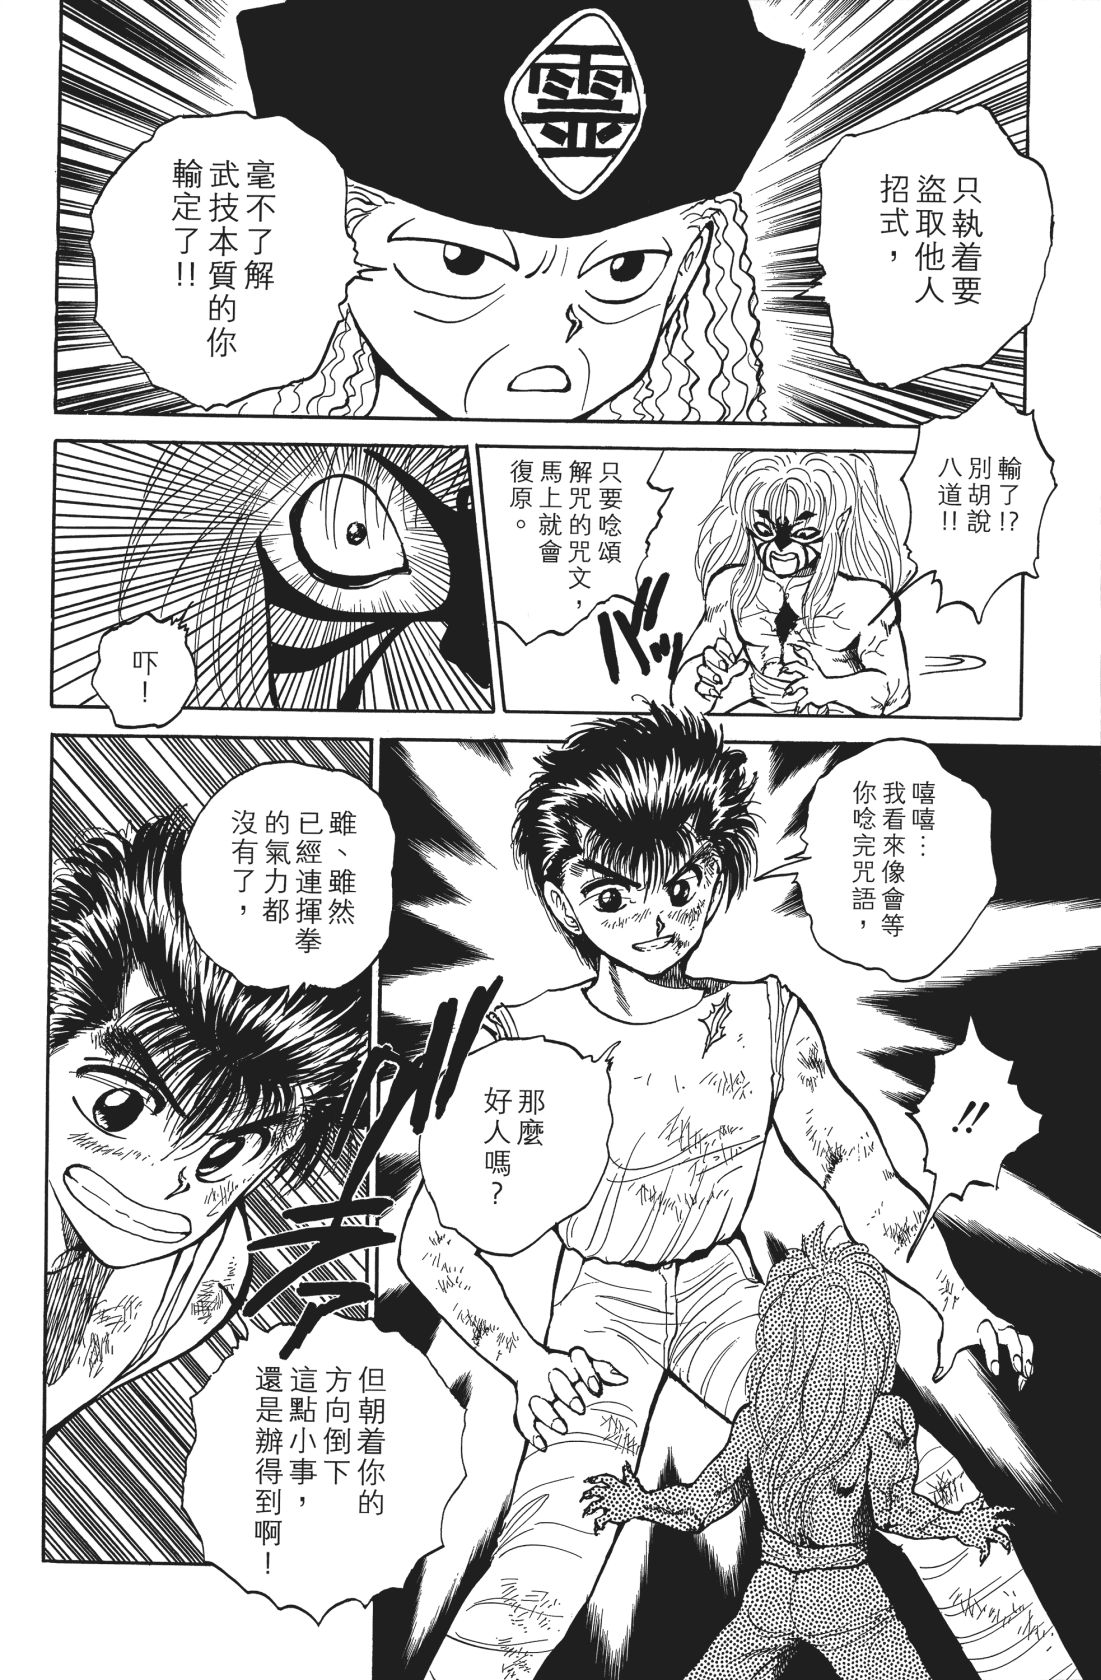 靈
只執着要
盜取他人
招式，
毫不了解
武技本質的你
輸定了!!
輸了!?
別胡說
八道!!
只要唸頌
解咒的咒文，
馬上就會
復原。
吓！
嘻嘻…
我看來像會等
你唸完咒語，
那麼
好人嗎？
!!
雖、雖然
已經連揮拳
的氣力都
沒有了，
但朝着你的
方向倒下
這點小事，
還是辦得到啊！